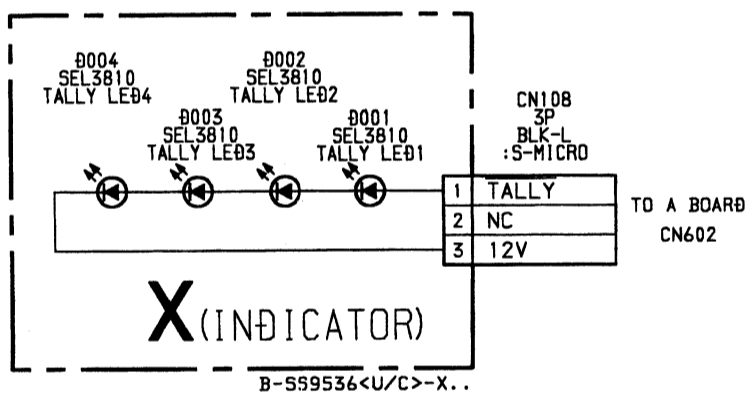 D004
SEL3810
TALLY LED4
D002
SEL3810
TALLY LED2
D003
SEL3810
TALLY LED3
D001
SEL3810
TALLY LED1
CN108
3P
BLK-L
:S-MICRO
1 TALLY
2 NC
3 12V
TO A BOARD
CN602
X (INDICATOR)
B-SS9536<U/C>-X..